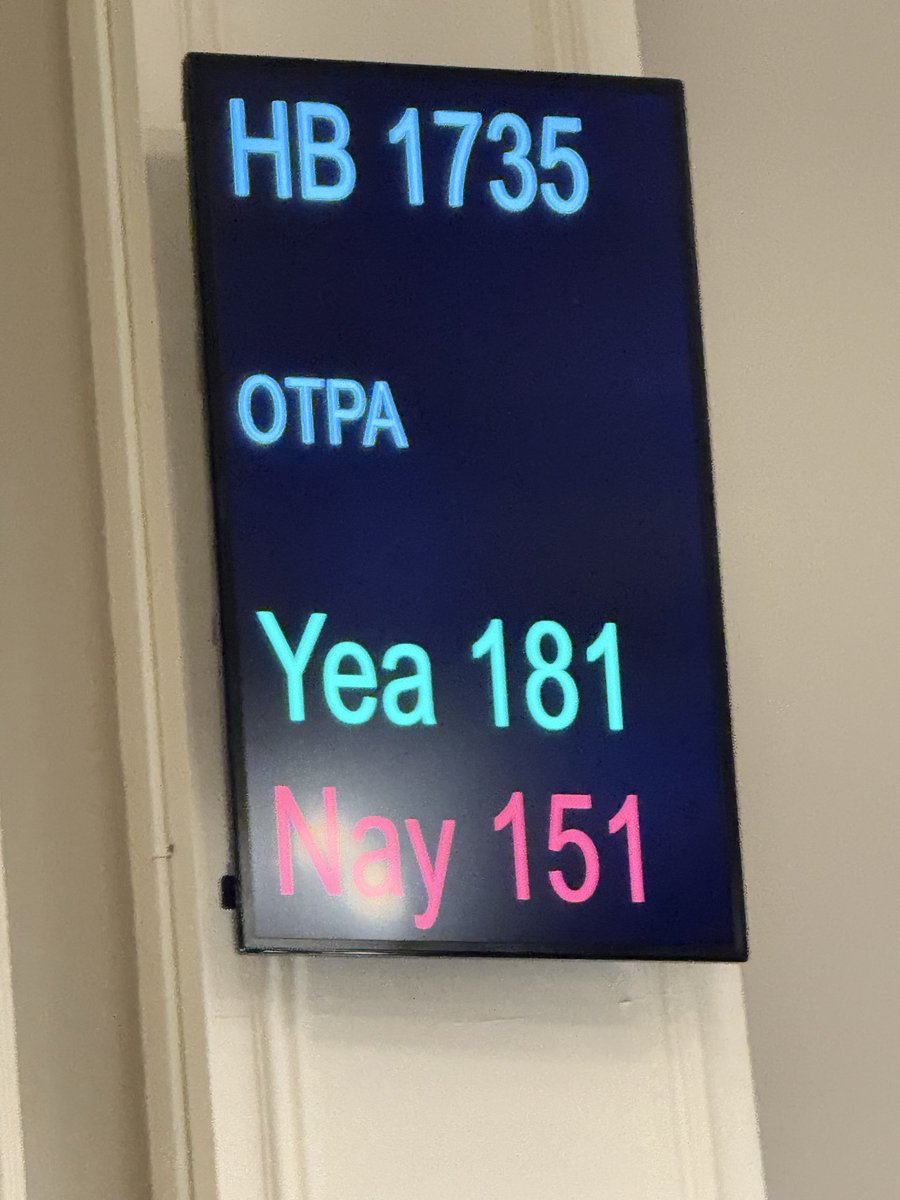 HB 1735
OTPA
Yea 181
Nay 151